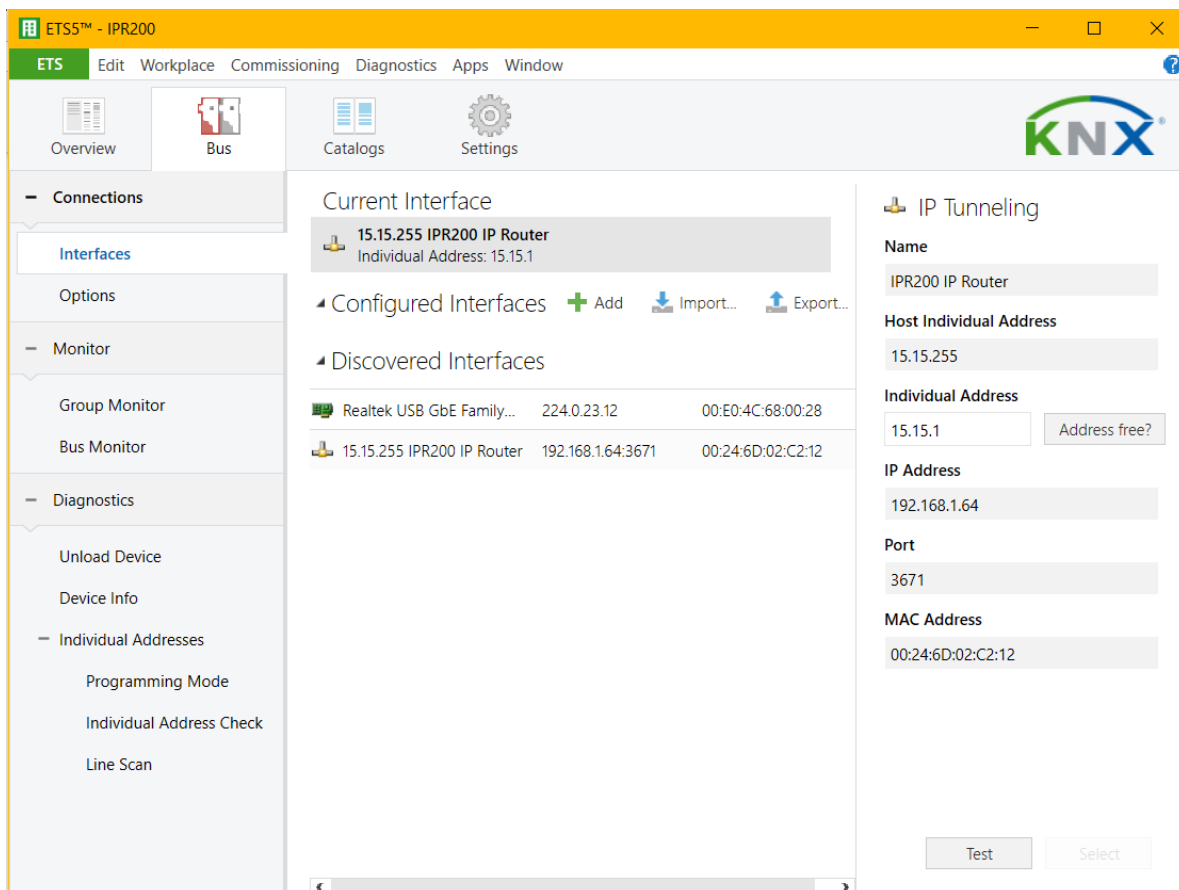 ETS5™ - IPR200
ETS Edit Workplace Commissioning Diagnostics Apps Window ?
Overview Bus Catalogs Settings
KNX®
Connections
Interfaces
Options
Monitor
Group Monitor
Bus Monitor
Diagnostics
Unload Device
Device Info
Individual Addresses
Programming Mode
Individual Address Check
Line Scan
Current Interface
15.15.255 IPR200 IP Router
Individual Address: 15.15.1
Configured Interfaces Add Import... Export...
Discovered Interfaces
Realtek USB GbE Family... 224.0.23.12 00:E0:4C:68:00:28
15.15.255 IPR200 IP Router 192.168.1.64:3671 00:24:6D:02:C2:12
IP Tunneling
Name
IPR200 IP Router
Host Individual Address
15.15.255
Individual Address
15.15.1 Address free?
IP Address
192.168.1.64
Port
3671
MAC Address
00:24:6D:02:C2:12
Test Select